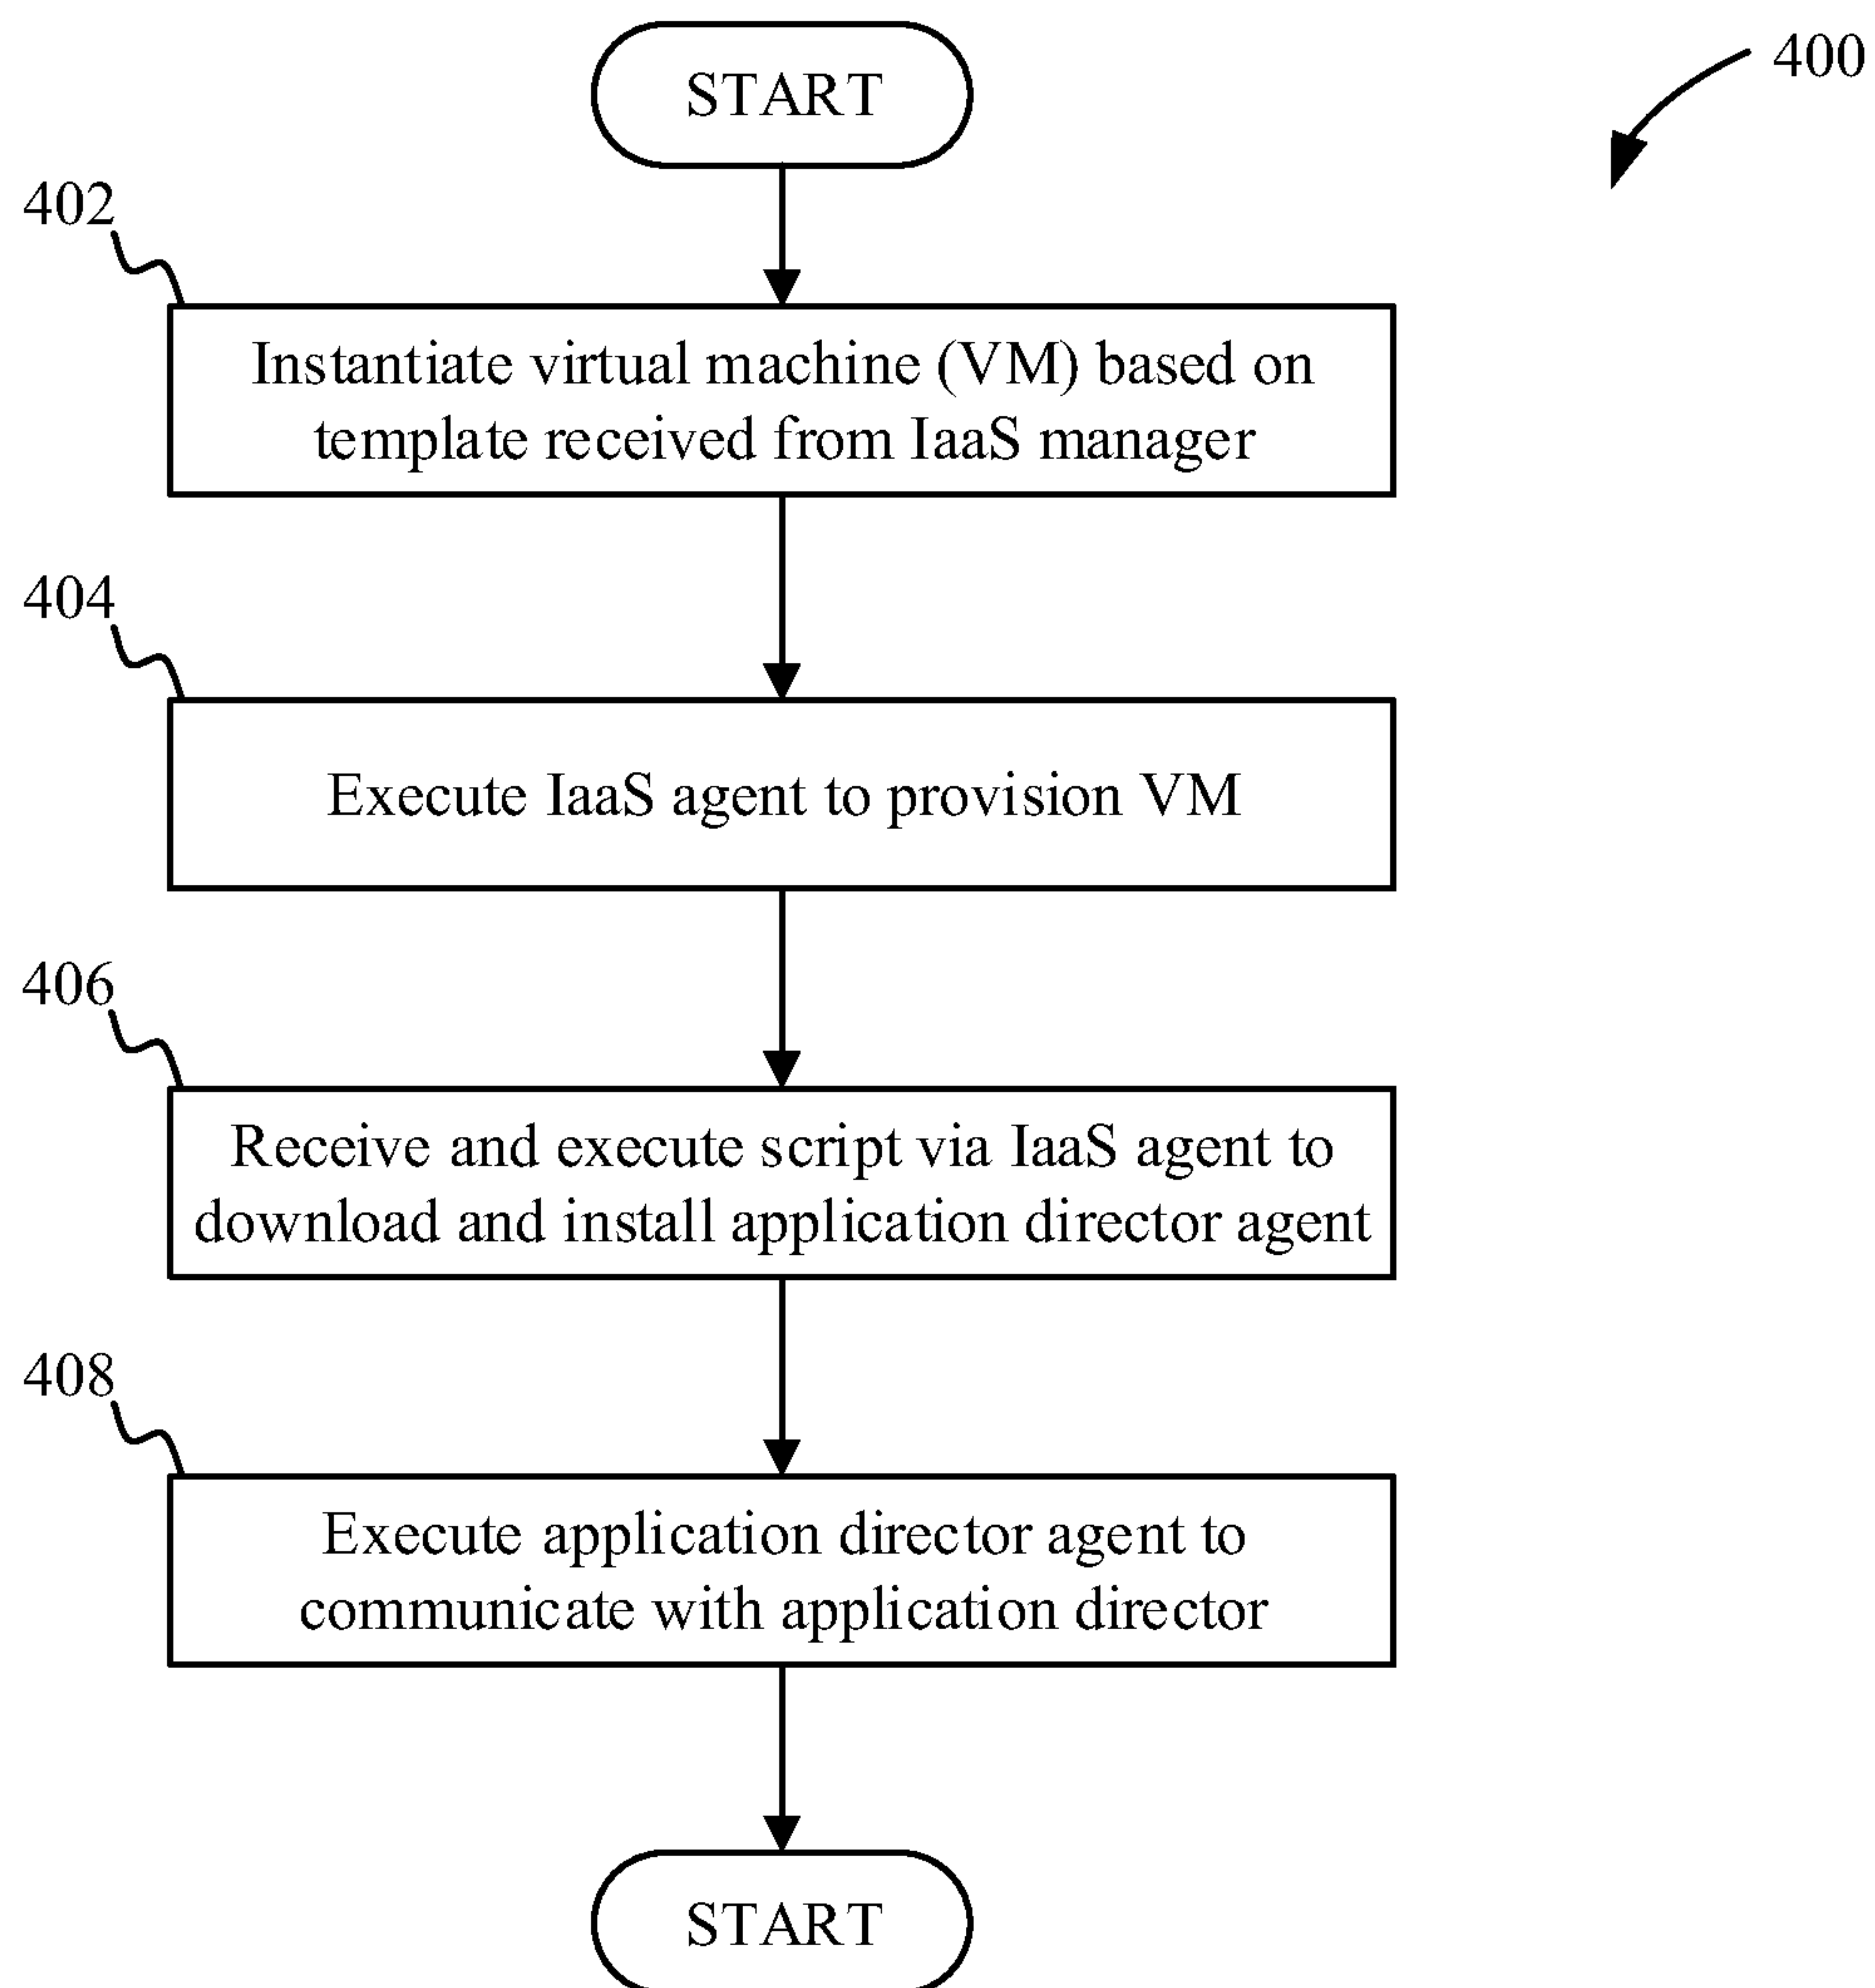 START
400
402
Instantiate virtual machine (VM) based on
template received from IaaS manager
404
Execute IaaS agent to provision VM
406
Receive and execute script via IaaS agent to
download and install application director agent
408
Execute application director agent to
communicate with application director
START